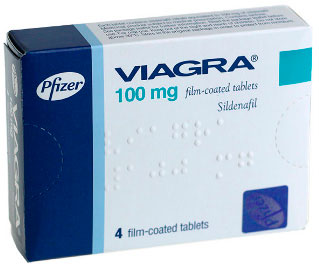 Pfizer
VIAGRA®
100 mg film-coated tablets
Sildenafil
4 film-coated tablets